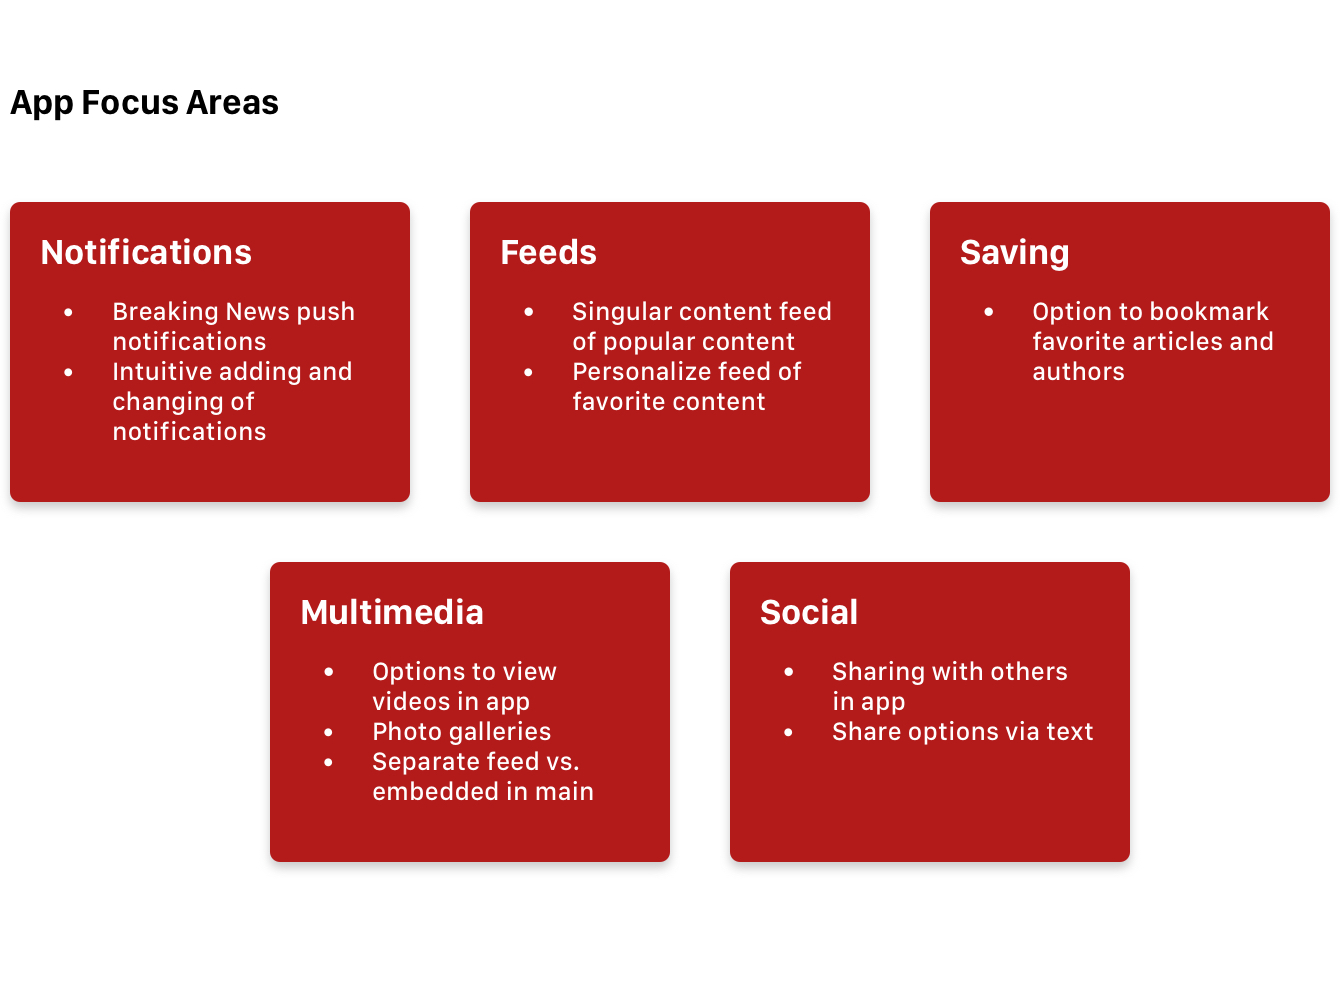 App Focus Areas
Notifications
• Breaking News push
notifications
• Intuitive adding and
changing of
notifications
Feeds
• Singular content feed
of popular content
• Personalize feed of
favorite content
Saving
• Option to bookmark
favorite articles and
authors
Multimedia
• Options to view
videos in app
• Photo galleries
• Separate feed vs.
embedded in main
Social
• Sharing with others
in app
• Share options via text